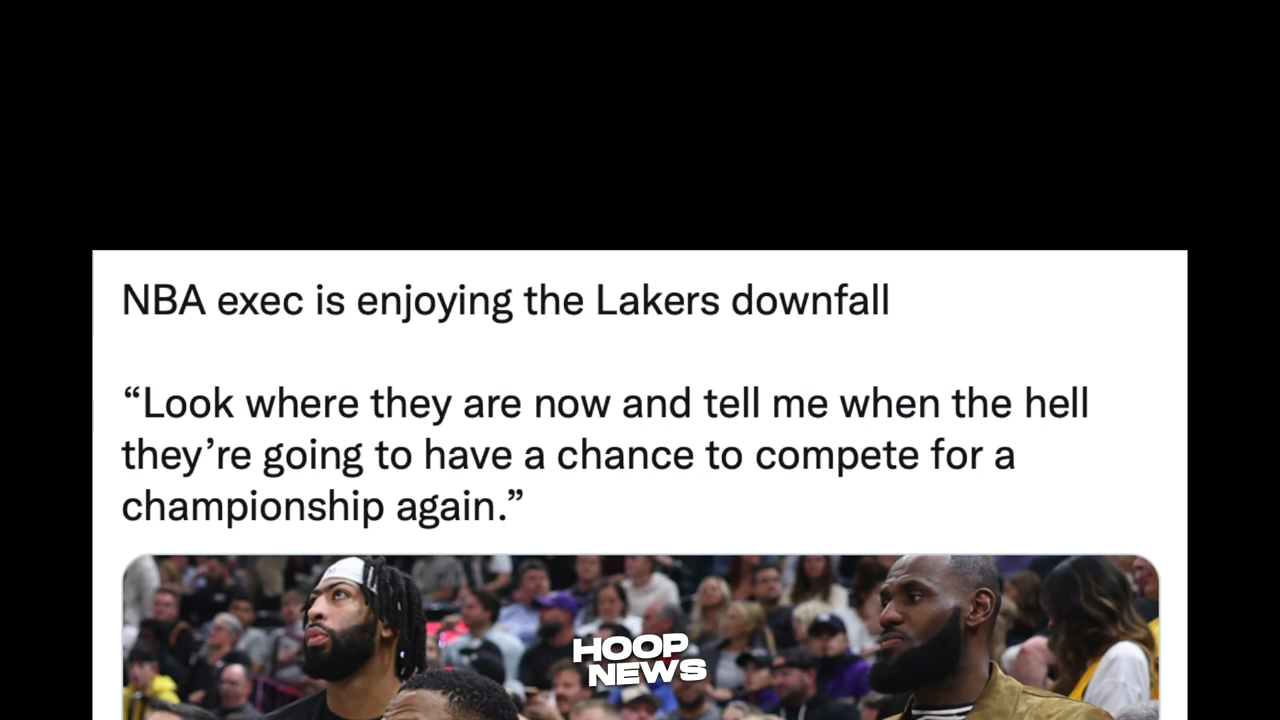 NBA exec is enjoying the Lakers downfall
“Look where they are now and tell me when the hell
they’re going to have a chance to compete for a
championship again.”
HOOP
NEWS